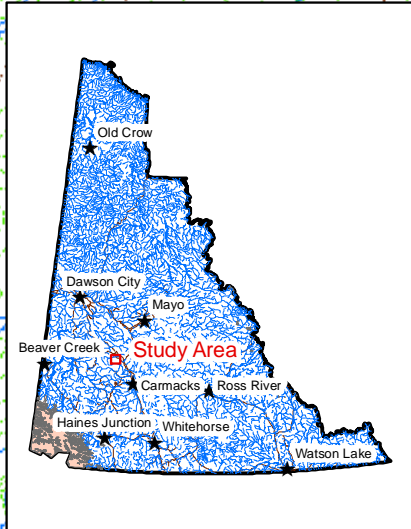 Old Crow
Dawson City
Mayo
Beaver Creek
Study Area
Carmacks
Ross River
Haines Junction
Whitehorse
Watson Lake